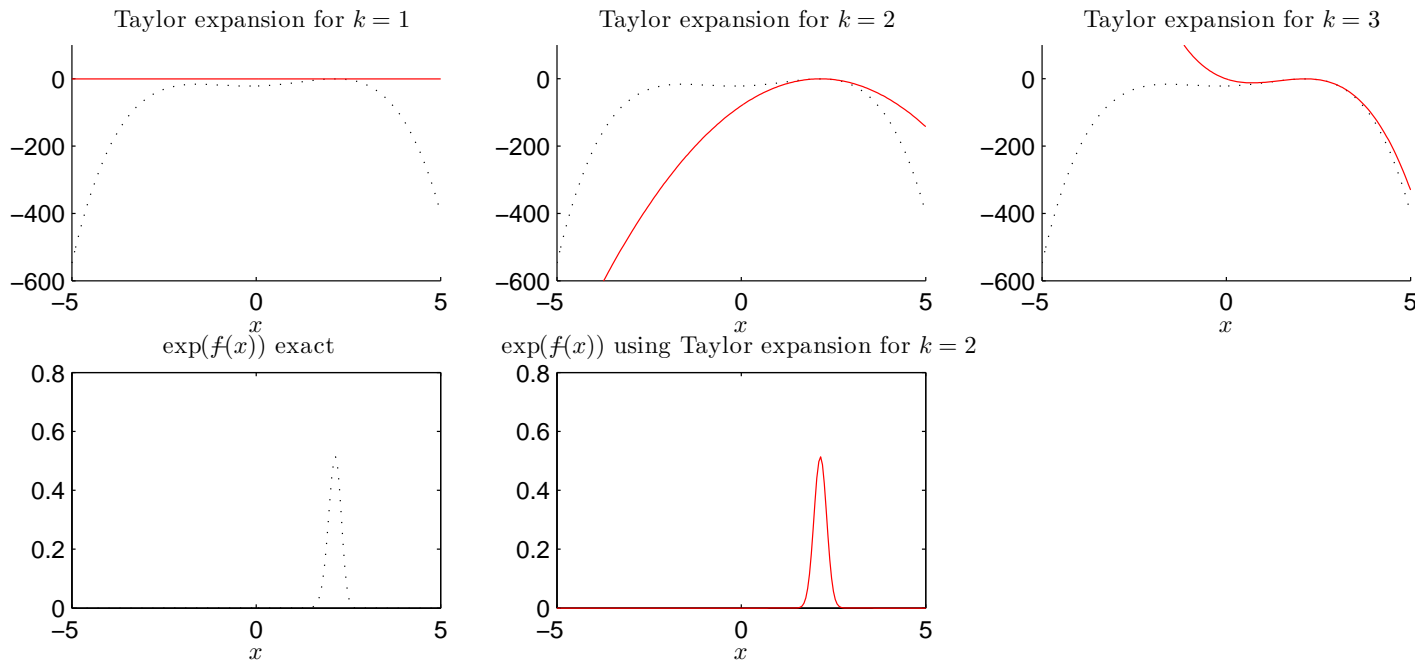 Taylor expansion for k = 1
0
−200
−400
−600
−5 0 5
x
Taylor expansion for k = 2
0
−200
−400
−600
−5 0 5
x
Taylor expansion for k = 3
0
−200
−400
−600
−5 0 5
x
exp(f(x)) exact
0.8
0.6
0.4
0.2
0
−5 0 5
x
exp(f(x)) using Taylor expansion for k = 2
0.8
0.6
0.4
0.2
0
−5 0 5
x